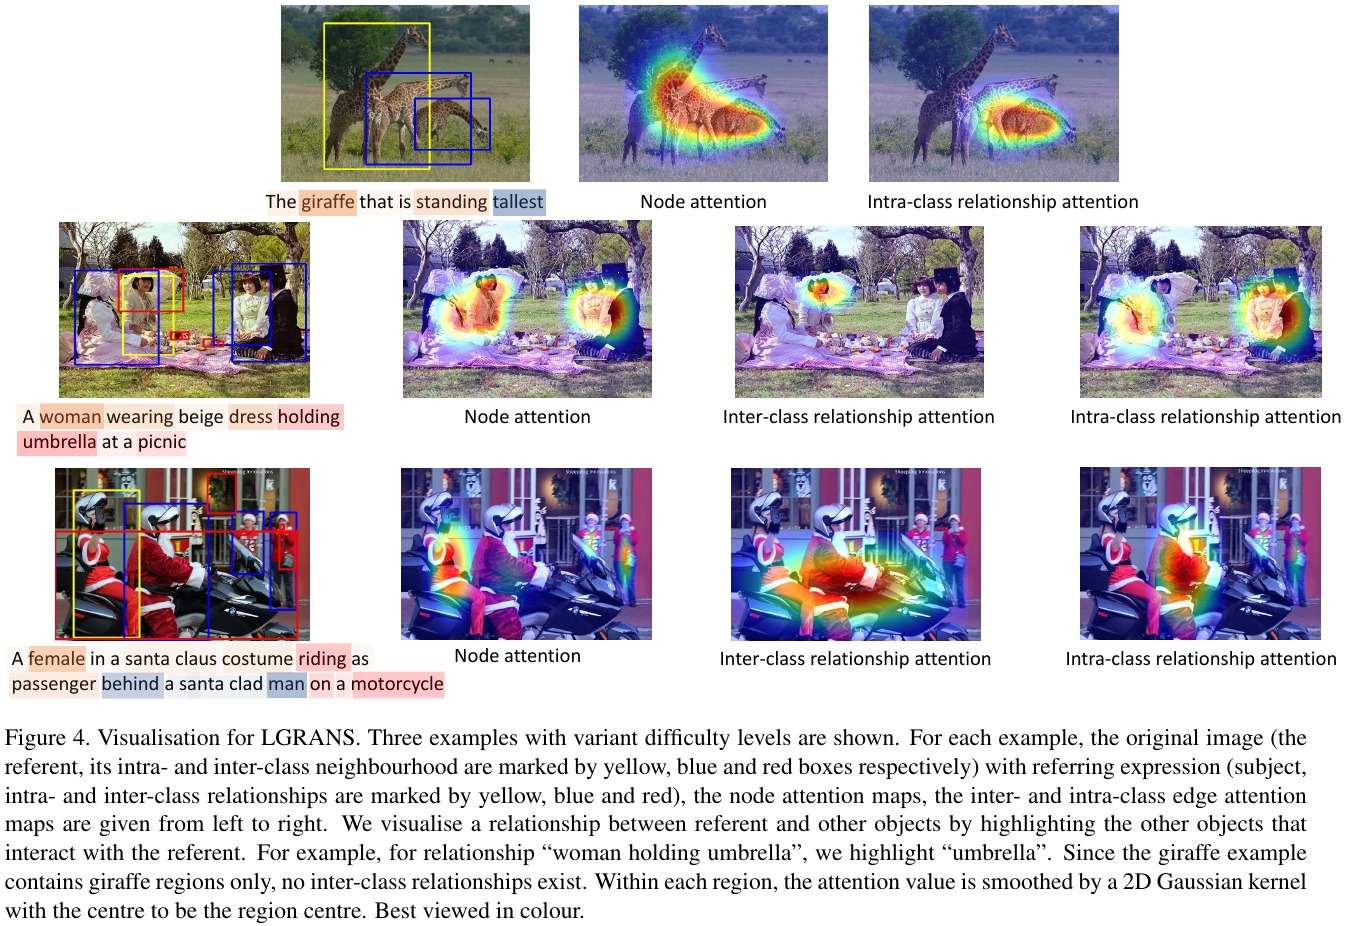 The giraffe that is standing tallest
Node attention
Intra-class relationship attention
A woman wearing beige dress holding
umbrella at a picnic
Node attention
Inter-class relationship attention
Intra-class relationship attention
A female in a santa claus costume riding as
passenger behind a santa clad man on a motorcycle
Node attention
Inter-class relationship attention
Intra-class relationship attention
Figure 4. Visualisation for LGRANS. Three examples with variant difficulty levels are shown. For each example, the original image (the
referent, its intra- and inter-class neighbourhood are marked by yellow, blue and red boxes respectively) with referring expression (subject,
intra- and inter-class relationships are marked by yellow, blue and red), the node attention maps, the inter- and intra-class edge attention
maps are given from left to right. We visualise a relationship between referent and other objects by highlighting the other objects that
interact with the referent. For example, for relationship “woman holding umbrella”, we highlight “umbrella”. Since the giraffe example
contains giraffe regions only, no inter-class relationships exist. Within each region, the attention value is smoothed by a 2D Gaussian kernel
with the centre to be the region centre. Best viewed in colour.